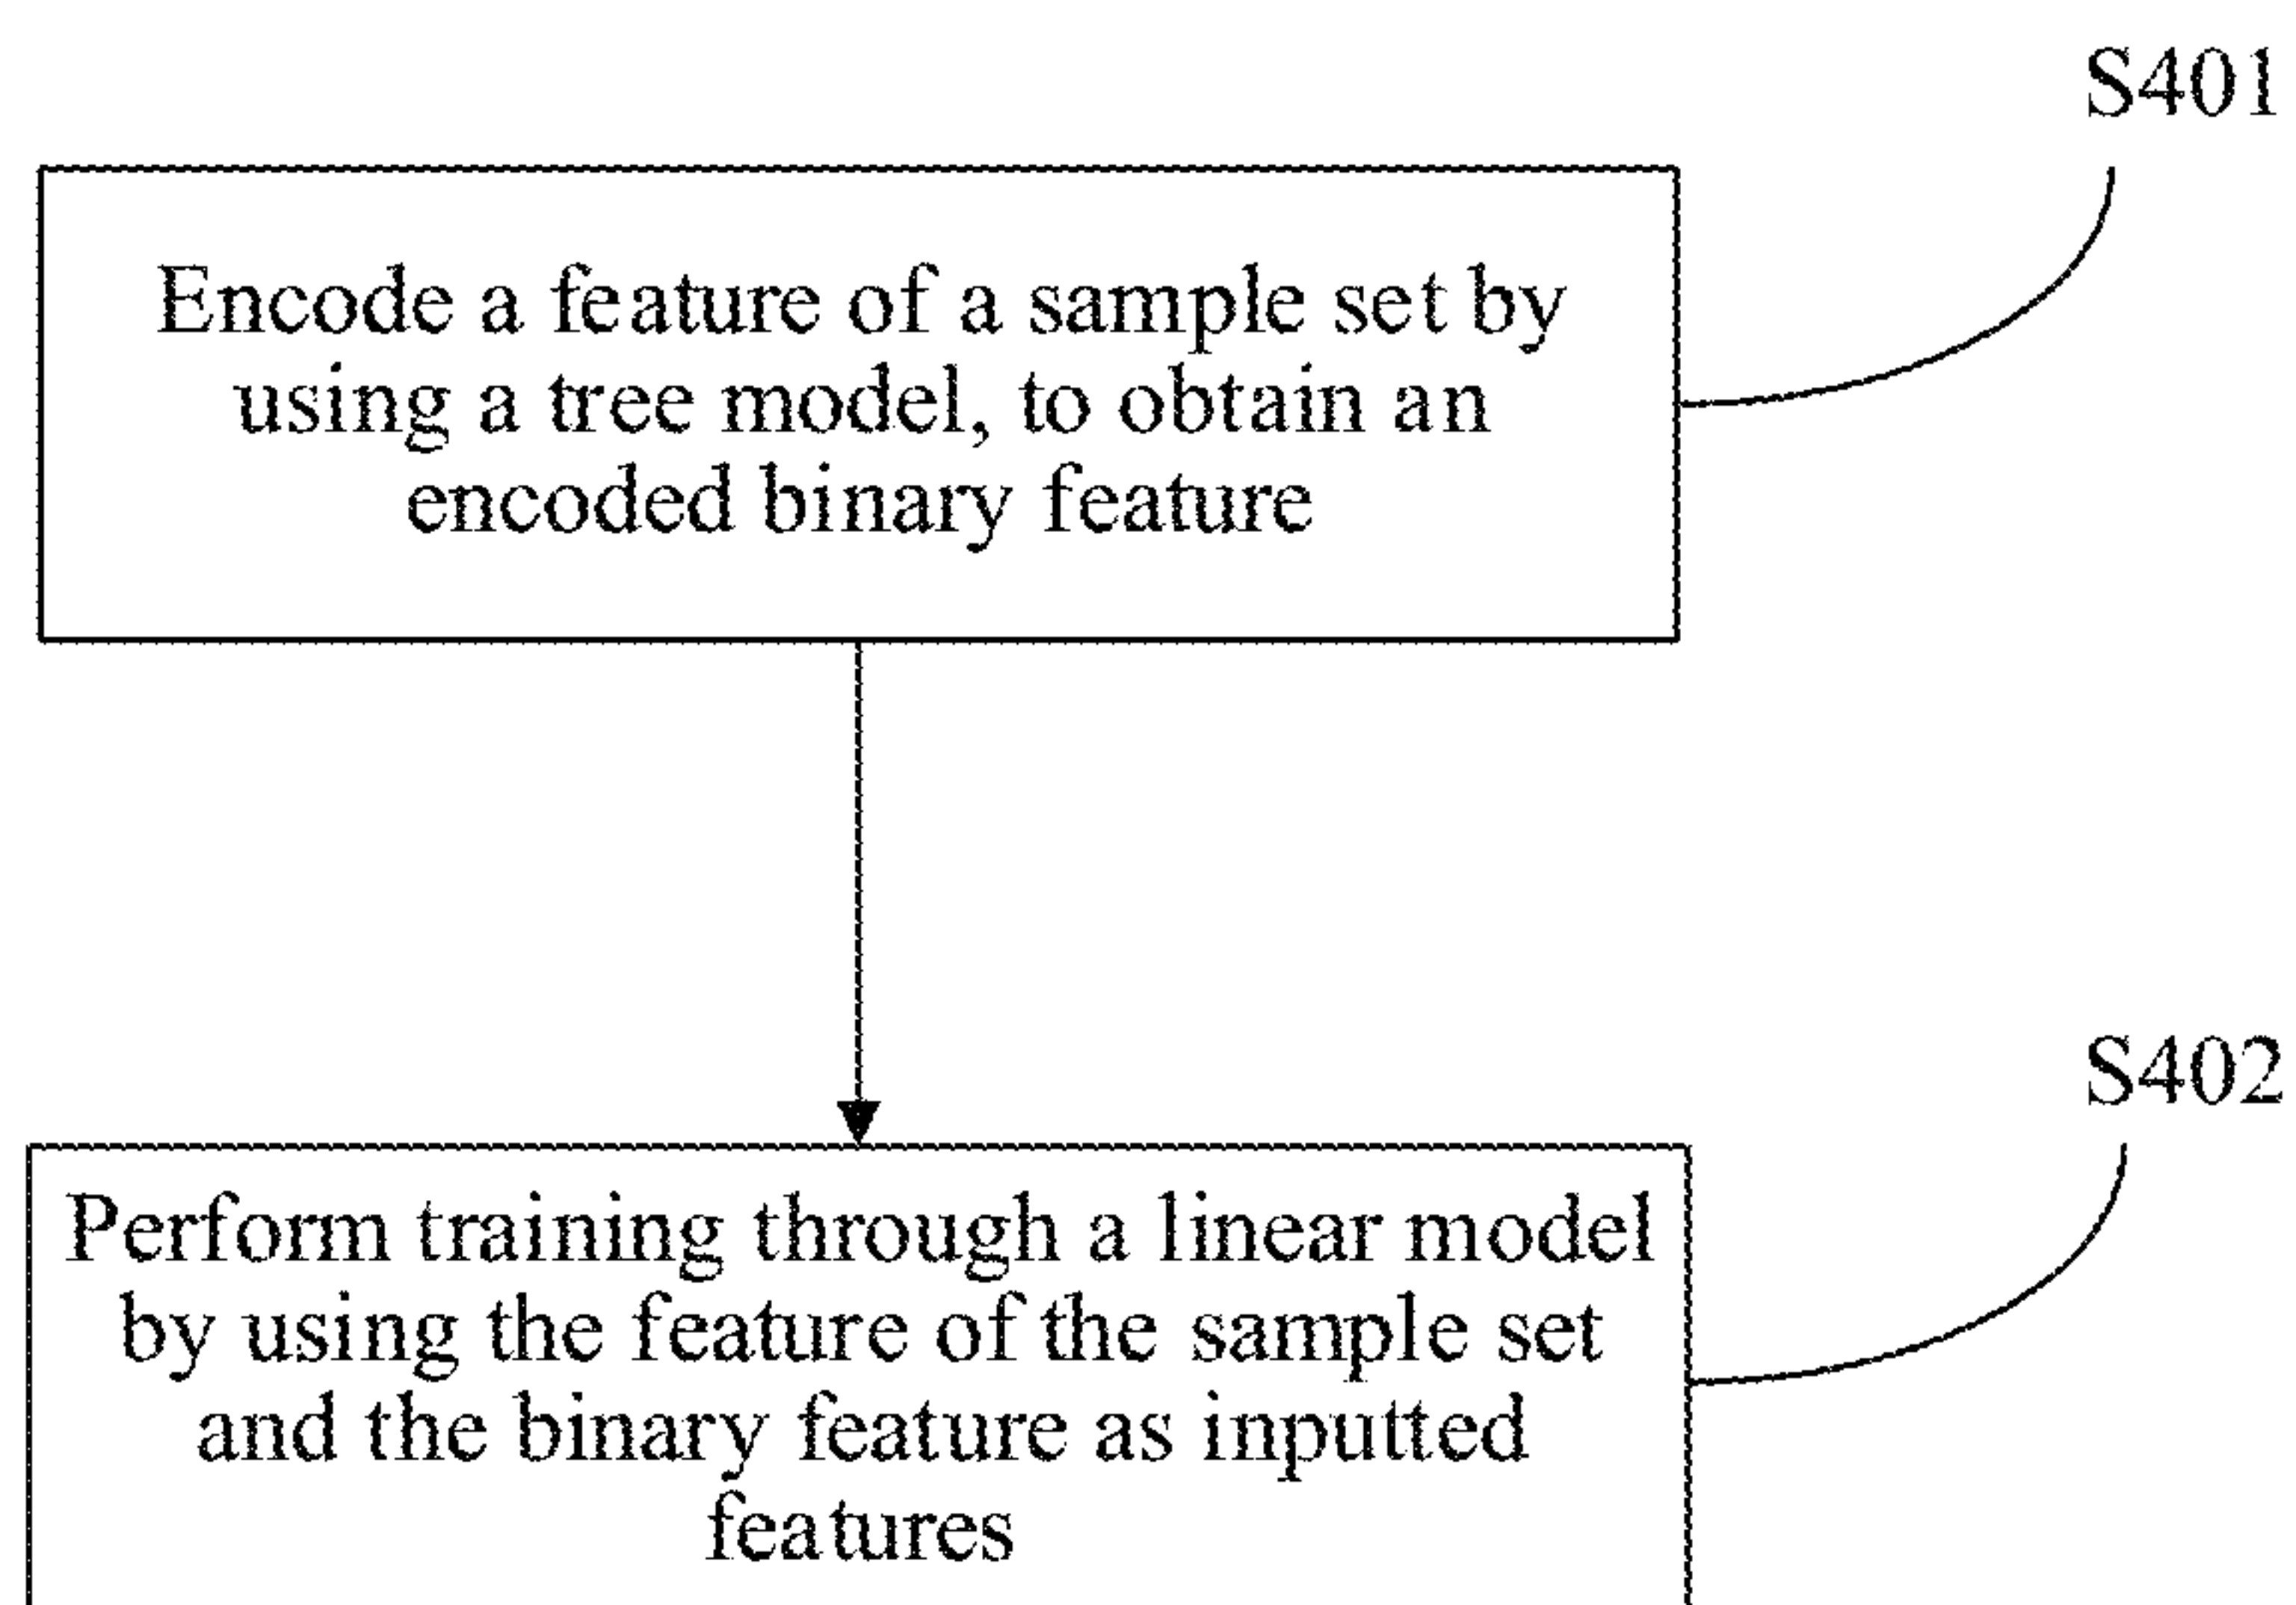 S401
Encode a feature of a sample set by
using a tree model, to obtain an
encoded binary feature
S402
Perform training through a linear model
by using the feature of the sample set
and the binary feature as inputted
features